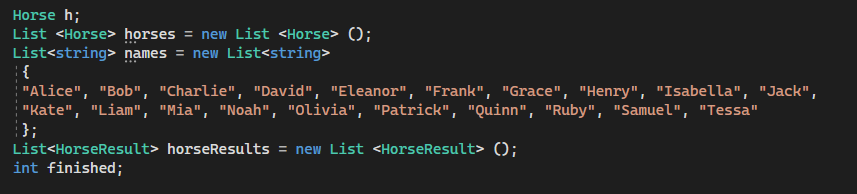 Horse h;
List <Horse> horses = new List <Horse> ();
List<string> names = new List<string>
{
"Alice", "Bob", "Charlie", "David", "Eleanor", "Frank", "Grace", "Henry", "Isabella", "Jack",
"Kate", "Liam", "Mia", "Noah", "Olivia", "Patrick", "Quinn", "Ruby", "Samuel", "Tessa"
};
List<HorseResult> horseResults = new List <HorseResult> ();
int finished;